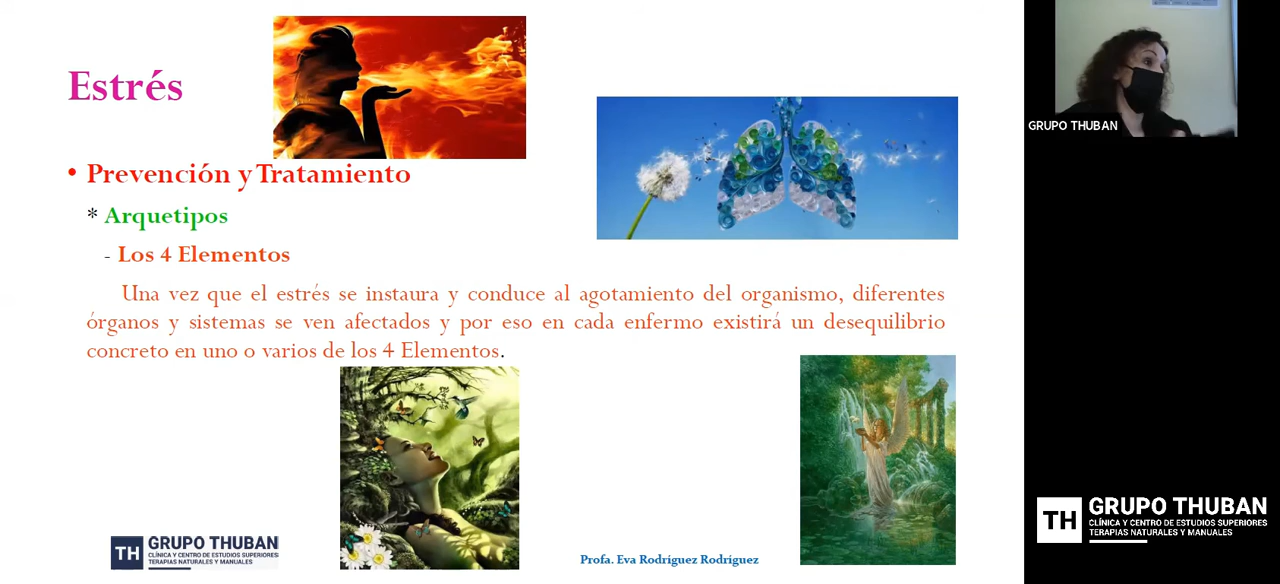 Estrés
• Prevención y Tratamiento
* Arquetipos
- Los 4 Elementos
Una vez que el estrés se instaura y conduce al agotamiento del organismo, diferentes
órganos y sistemas se ven afectados y por eso en cada enfermo existirá un desequilibrio
concreto en uno o varios de los 4 Elementos.
TH GRUPO THUBAN
CLÍNICA Y CENTRO DE ESTUDIOS SUPERIORES
TERAPIAS NATURALES Y MANUALES
Profa. Eva Rodríguez Rodríguez
GRUPO THUBAN
TH GRUPO THUBAN
CLÍNICA Y CENTRO DE ESTUDIOS SUPERIORES
TERAPIAS NATURALES Y MANUALES